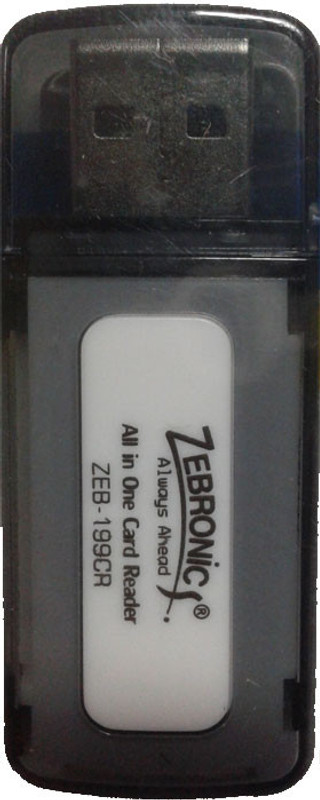 ZEBRONICS®
Always Ahead.
All in One Card Reader
ZEB-199CR